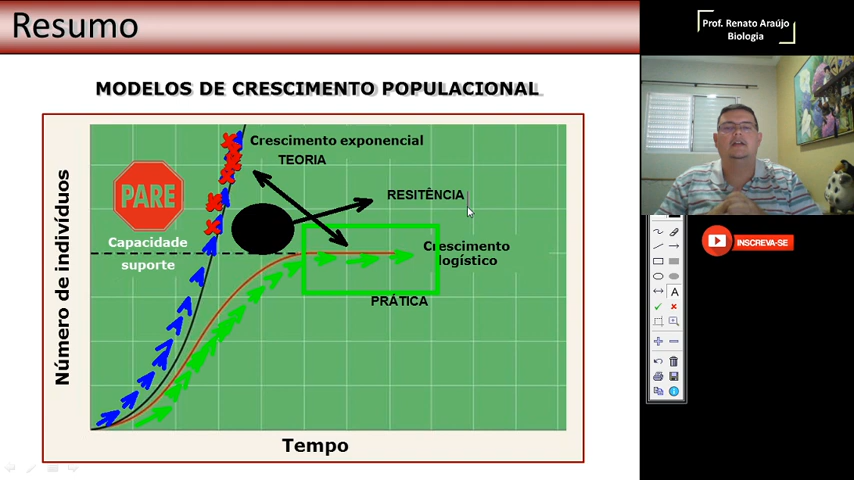 Resumo
Prof. Renato Araújo
Biologia
MODELOS DE CRESCIMENTO POPULACIONAL
Crescimento exponencial
TEORIA
PARE
RESITÊNCIA
Capacidade
suporte
Crescimento
logístico
PRÁTICA
Número de indivíduos
Tempo
INSCREVA-SE
A